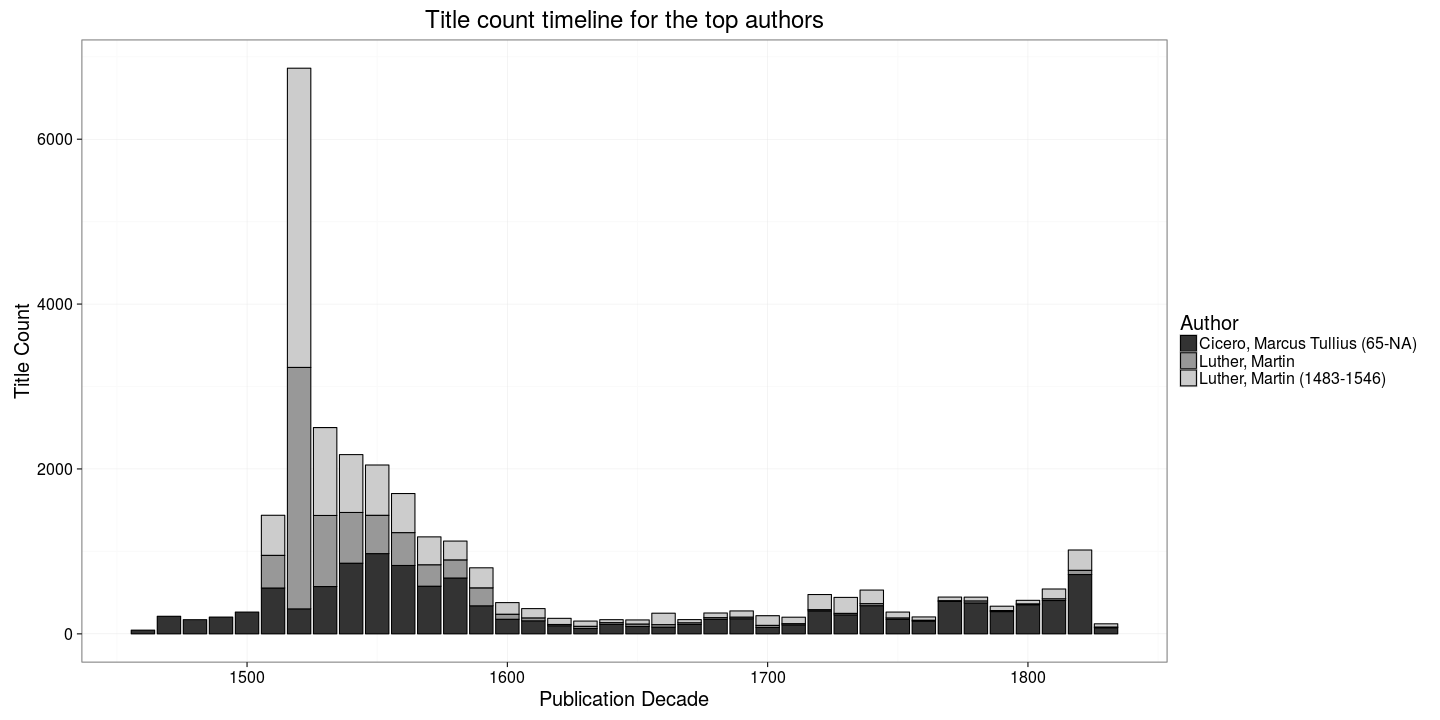 Title count timeline for the top authors
Title Count
6000
4000
2000
0
1500
1600
1700
1800
Publication Decade
Author
Cicero, Marcus Tullius (65-NA)
Luther, Martin
Luther, Martin (1483-1546)